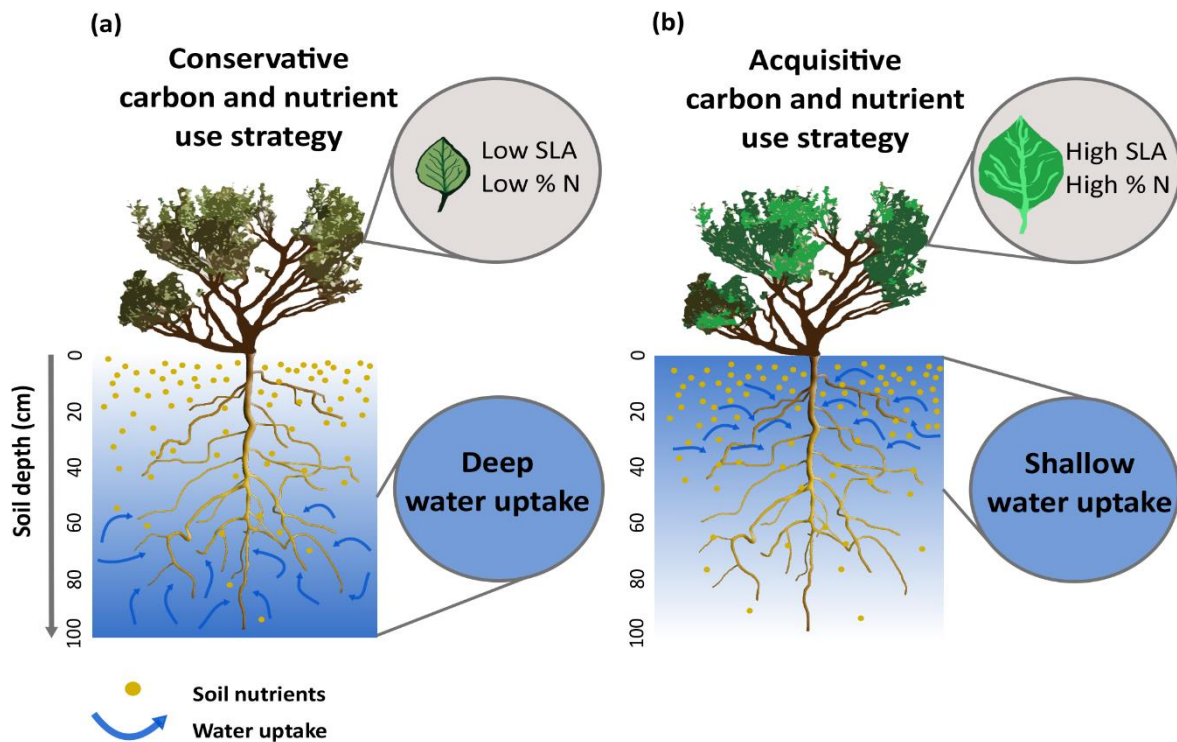 (a)
Conservative
carbon and nutrient
use strategy
Low SLA
Low % N
Soil depth (cm)
0
20
40
60
80
100
Deep
water uptake
(b)
Acquisitive
carbon and nutrient
use strategy
High SLA
High % N
0
20
40
60
80
100
Shallow
water uptake
Soil nutrients
Water uptake